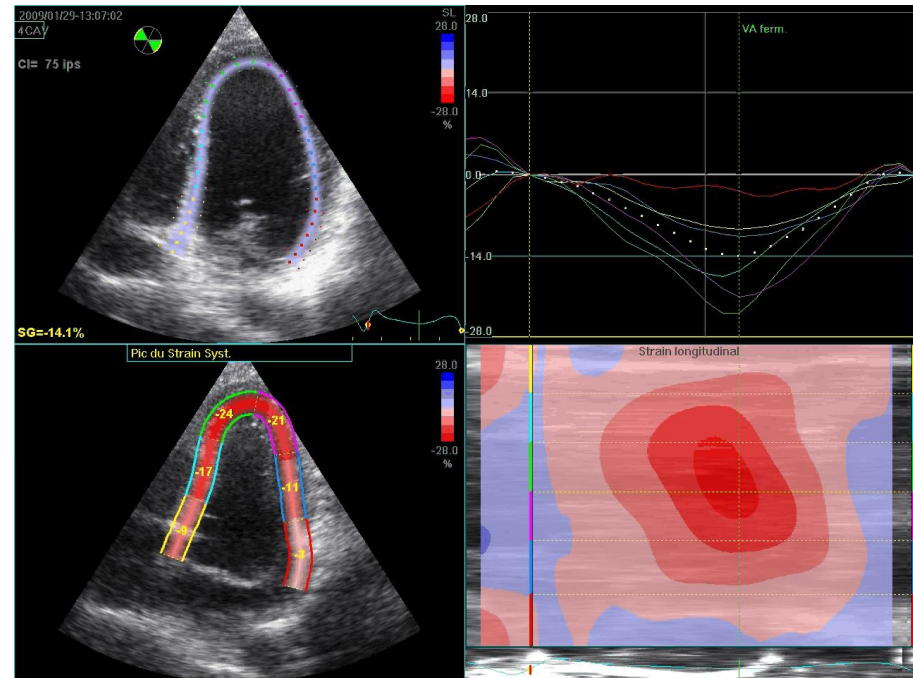 2009/01/29-13:07:02
4CAV
CI= 75 ips
SL
28.0
-28.0
%
SG=-14.1%
28.0
VA ferm.
14.0
0.0
-14.0
-28.0
Pic du Strain Syst.
28.0
-28.0
%
-24
-21
-17
-11
-9
-3
Strain longitudinal